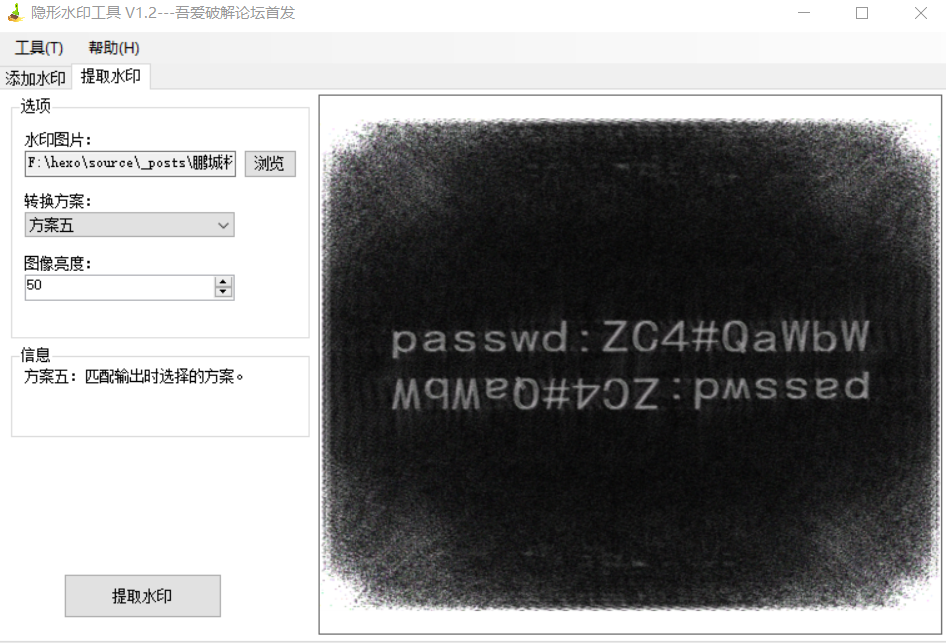 隐形水印工具 V1.2---吾爱破解论坛首发
工具(T) 帮助(H)
添加水印 提取水印
选项
水印图片：
F:\hexo\source\_posts\鹏城杯 浏览
转换方案：
方案五
图像亮度：
50
信息
方案五：匹配输出时选择的方案。
提取水印
passwd:ZC4#QaWbW
passwd:ZC4#QaWbW